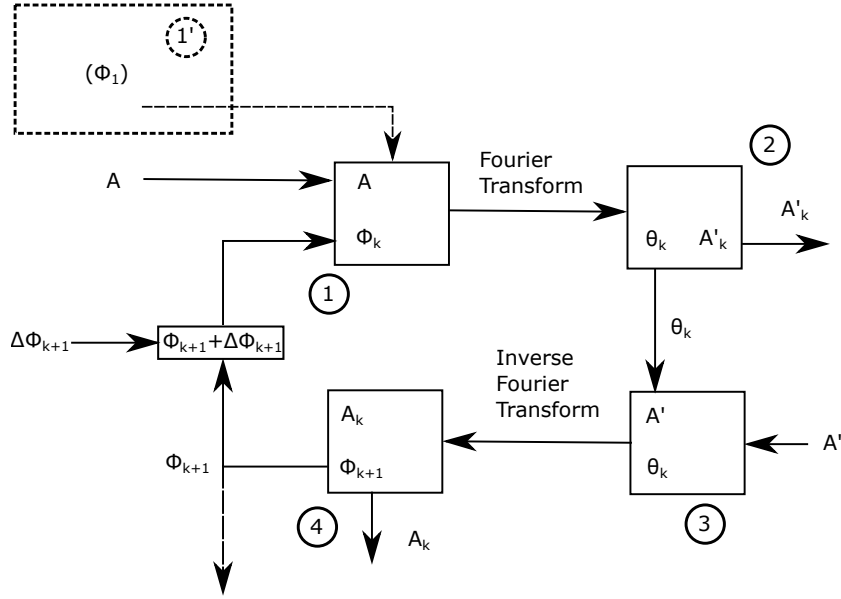 1'
(Φ₁)
A
A
Φₖ
1
Fourier
Transform
2
θₖ A'ₖ
A'ₖ
ΔΦₖ₊₁
Φₖ₊₁+ΔΦₖ₊₁
θₖ
Inverse
Fourier
Transform
Aₖ
Φₖ₊₁
Φₖ₊₁
4
Aₖ
A'
θₖ
A'
3